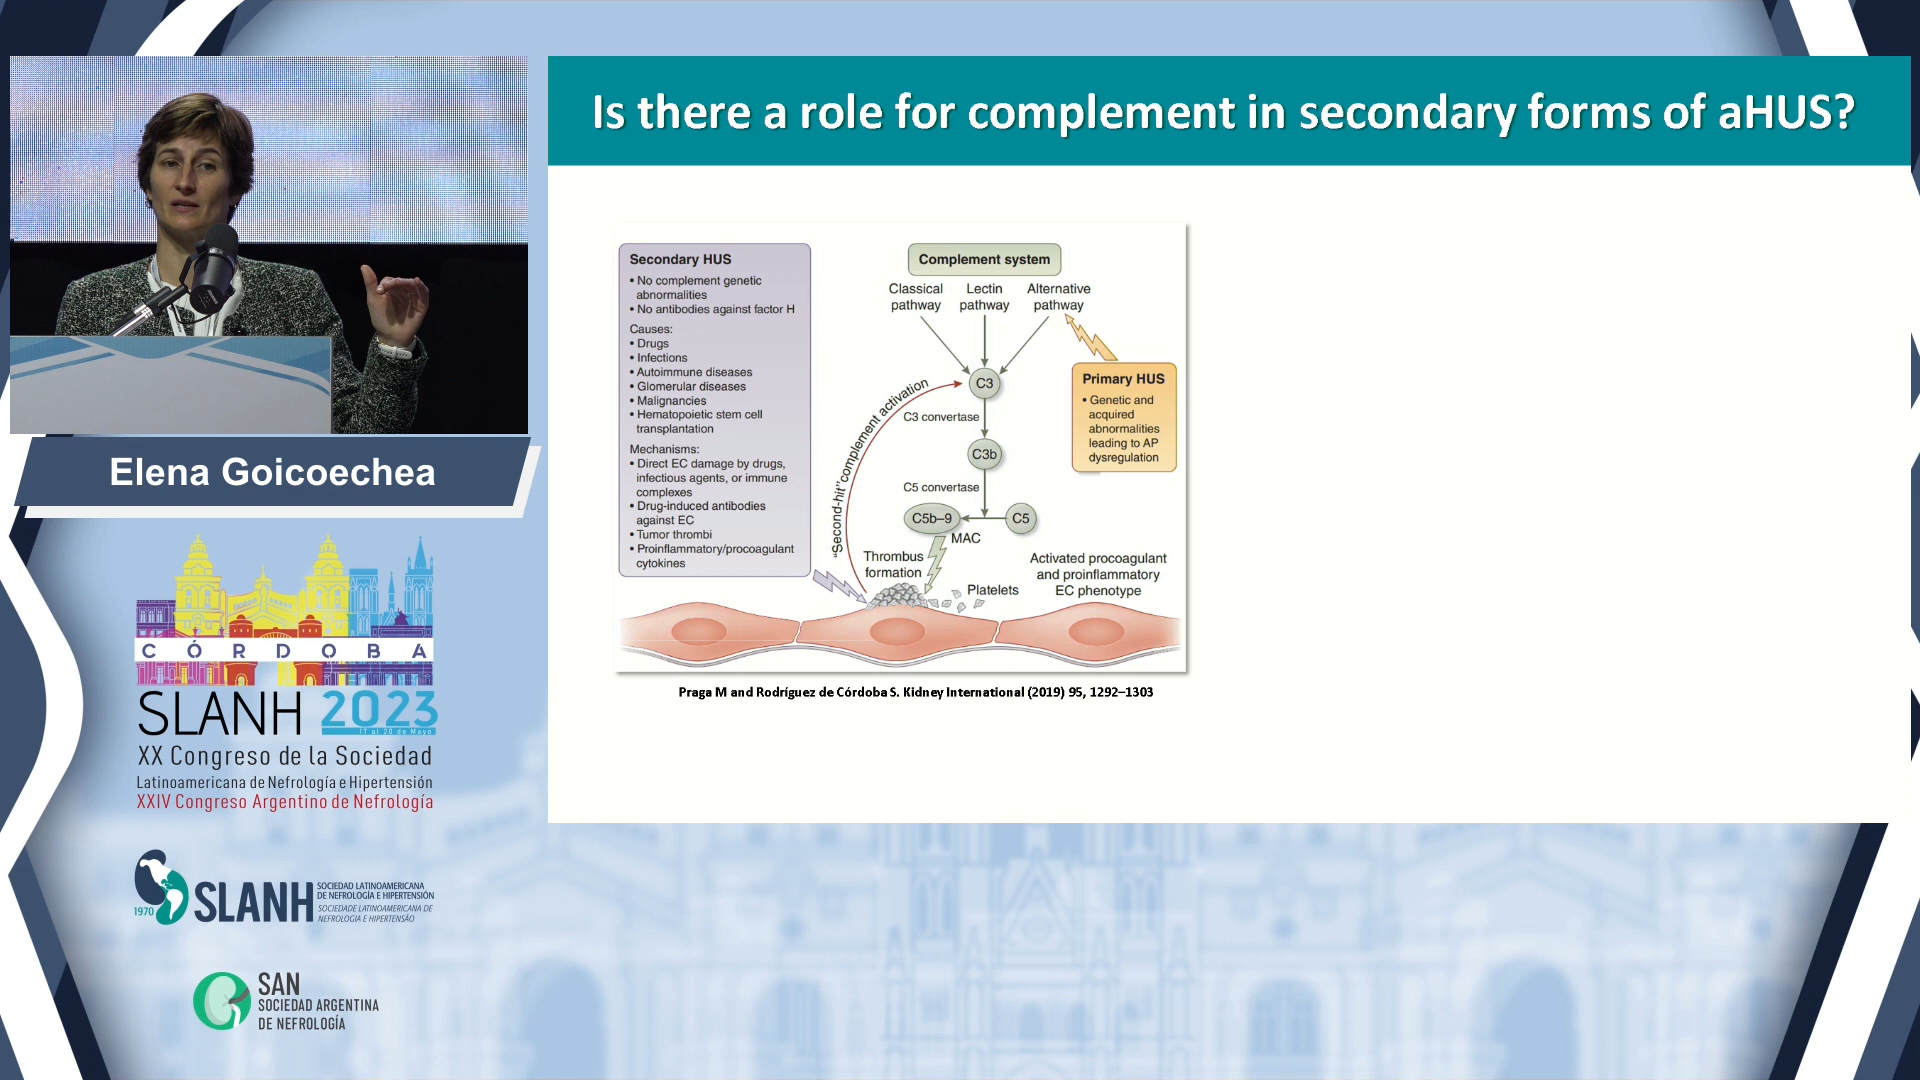 Is there a role for complement in secondary forms of aHUS?
Secondary HUS
• No complement genetic
abnormalities
• No antibodies against factor H
Causes:
• Drugs
• Infections
• Autoimmune diseases
• Glomerular diseases
• Malignancies
• Hematopoietic stem cell
transplantation
Mechanisms:
• Direct EC damage by drugs,
infectious agents, or immune
complexes
• Drug-induced antibodies
against EC
• Tumor thrombi
• Proinflammatory/procoagulant
cytokines
Complement system
Classical
pathway
Lectin
pathway
Alternative
pathway
C3
C3 convertase
C3b
C5 convertase
C5b–9
C5
MAC
"Second-hit" complement activation
Primary HUS
• Genetic and
acquired
abnormalities
leading to AP
dysregulation
Thrombus
formation
Platelets
Activated procoagulant
and proinflammatory
EC phenotype
Praga M and Rodríguez de Córdoba S. Kidney International (2019) 95, 1292–1303
Elena Goicoechea
CÓRDOBA
SLANH 2023
17 al 20 de Mayo
XX Congreso de la Sociedad
Latinoamericana de Nefrología e Hipertensión
XXIV Congreso Argentino de Nefrología
1970
SLANH
SOCIEDAD LATINOAMERICANA
DE NEFROLOGÍA E HIPERTENSIÓN
SOCIEDADE LATINOAMERICANA DE
NEFROLOGIA E HIPERTENSÃO
SAN
SOCIEDAD ARGENTINA
DE NEFROLOGÍA